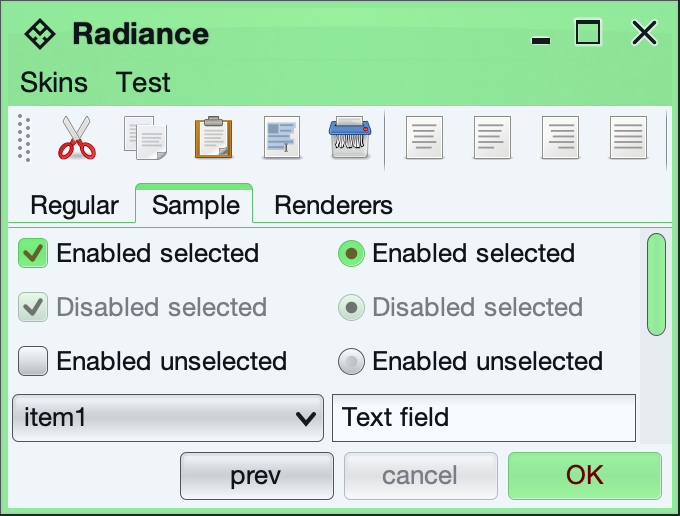 Radiance
Skins Test
Regular Sample Renderers
Enabled selected Enabled selected
Disabled selected Disabled selected
Enabled unselected Enabled unselected
item1 Text field
prev cancel OK